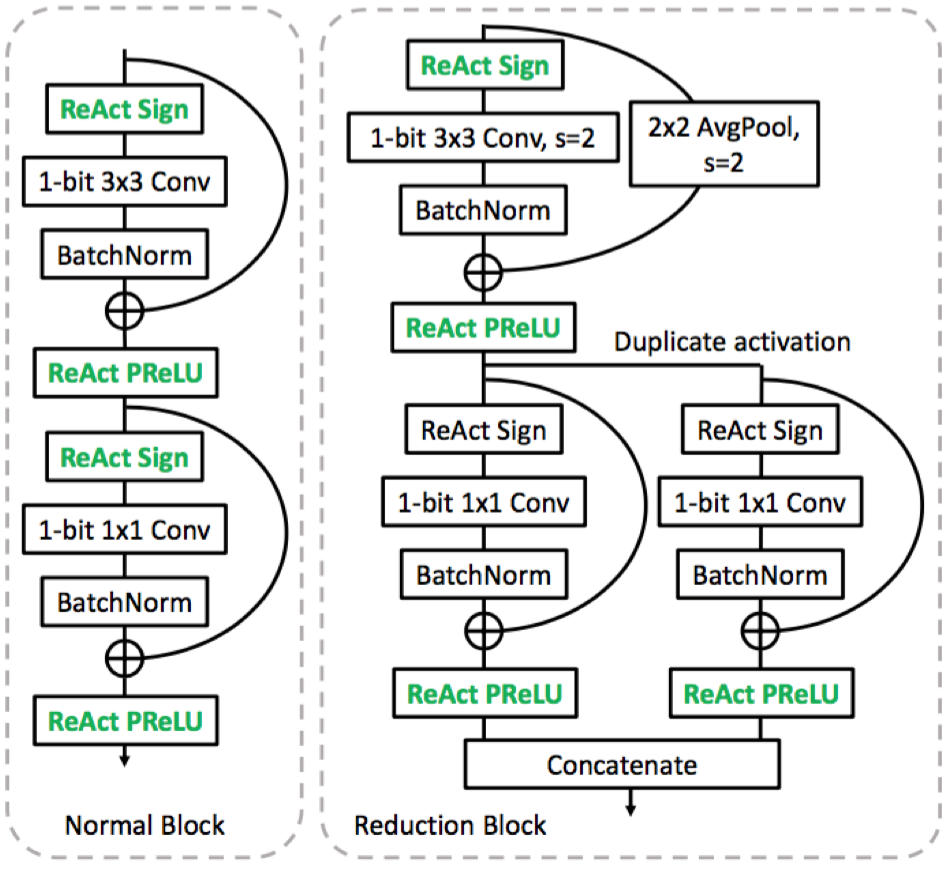 ReAct Sign
1-bit 3x3 Conv
BatchNorm
ReAct PReLU
ReAct Sign
1-bit 1x1 Conv
BatchNorm
ReAct PReLU
Normal Block
ReAct Sign
1-bit 3x3 Conv, s=2
2x2 AvgPool,
s=2
BatchNorm
ReAct PReLU
Duplicate activation
ReAct Sign
1-bit 1x1 Conv
BatchNorm
ReAct PReLU
ReAct Sign
1-bit 1x1 Conv
BatchNorm
ReAct PReLU
Concatenate
Reduction Block